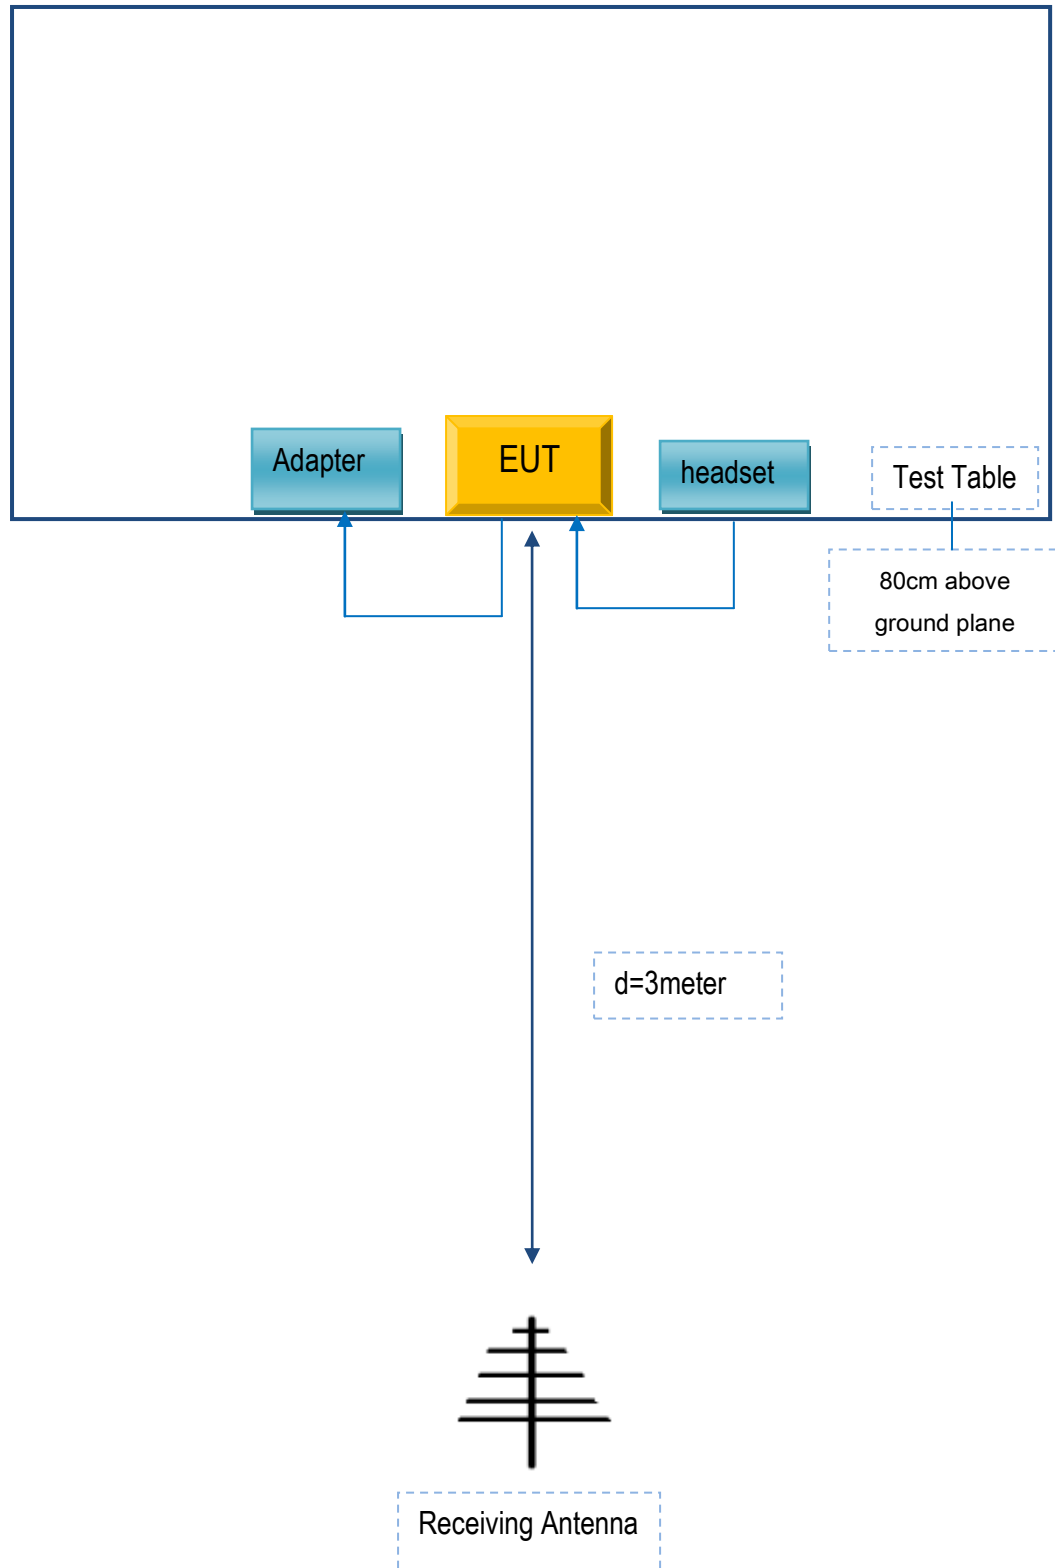 Adapter
EUT
headset
Test Table
80cm above
ground plane
d=3meter
Receiving Antenna